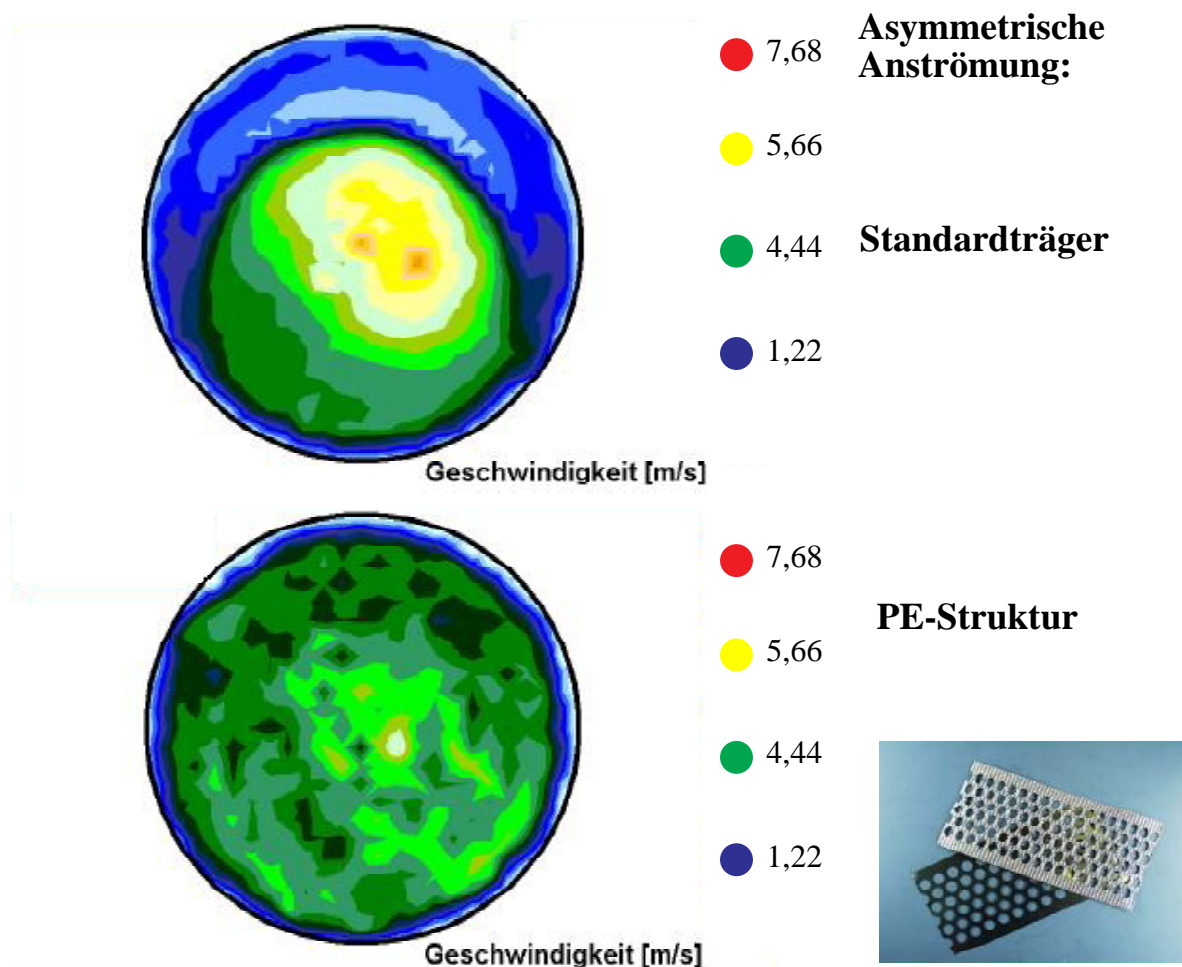 7,68
Asymmetrische
Anströmung:
5,66
4,44
Standardträger
1,22
Geschwindigkeit [m/s]
7,68
PE-Struktur
5,66
4,44
1,22
Geschwindigkeit [m/s]